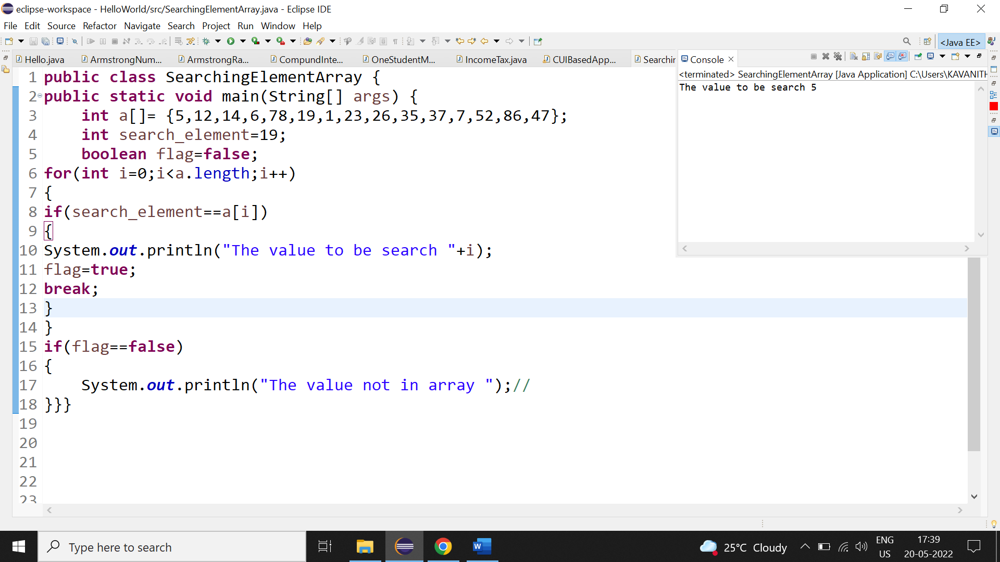 eclipse-workspace - HelloWorld/src/SearchingElementArray.java - Eclipse IDE
File Edit Source Refactor Navigate Search Project Run Window Help
<Java EE>
Hello.java ArmstrongNum... ArmstrongRa... CompundInte... OneStudentM... IncomeTax.java CUIBasedApp... Searchin
Console
<terminated> SearchingElementArray [Java Application] C:\Users\KAVANITH
The value to be search 5
1 public class SearchingElementArray {
2 public static void main(String[] args) {
3     int a[]= {5,12,14,6,78,19,1,23,26,35,37,7,52,86,47};
4     int search_element=19;
5     boolean flag=false;
6 for(int i=0;i<a.length;i++)
7 {
8 if(search_element==a[i])
9 {
10 System.out.println("The value to be search "+i);
11 flag=true;
12 break;
13 }
14 }
15 if(flag==false)
16 {
17     System.out.println("The value not in array ");//
18 }}}
19
20
21
22
23
Type here to search
W
25°C Cloudy
ENG
US
17:39
20-05-2022